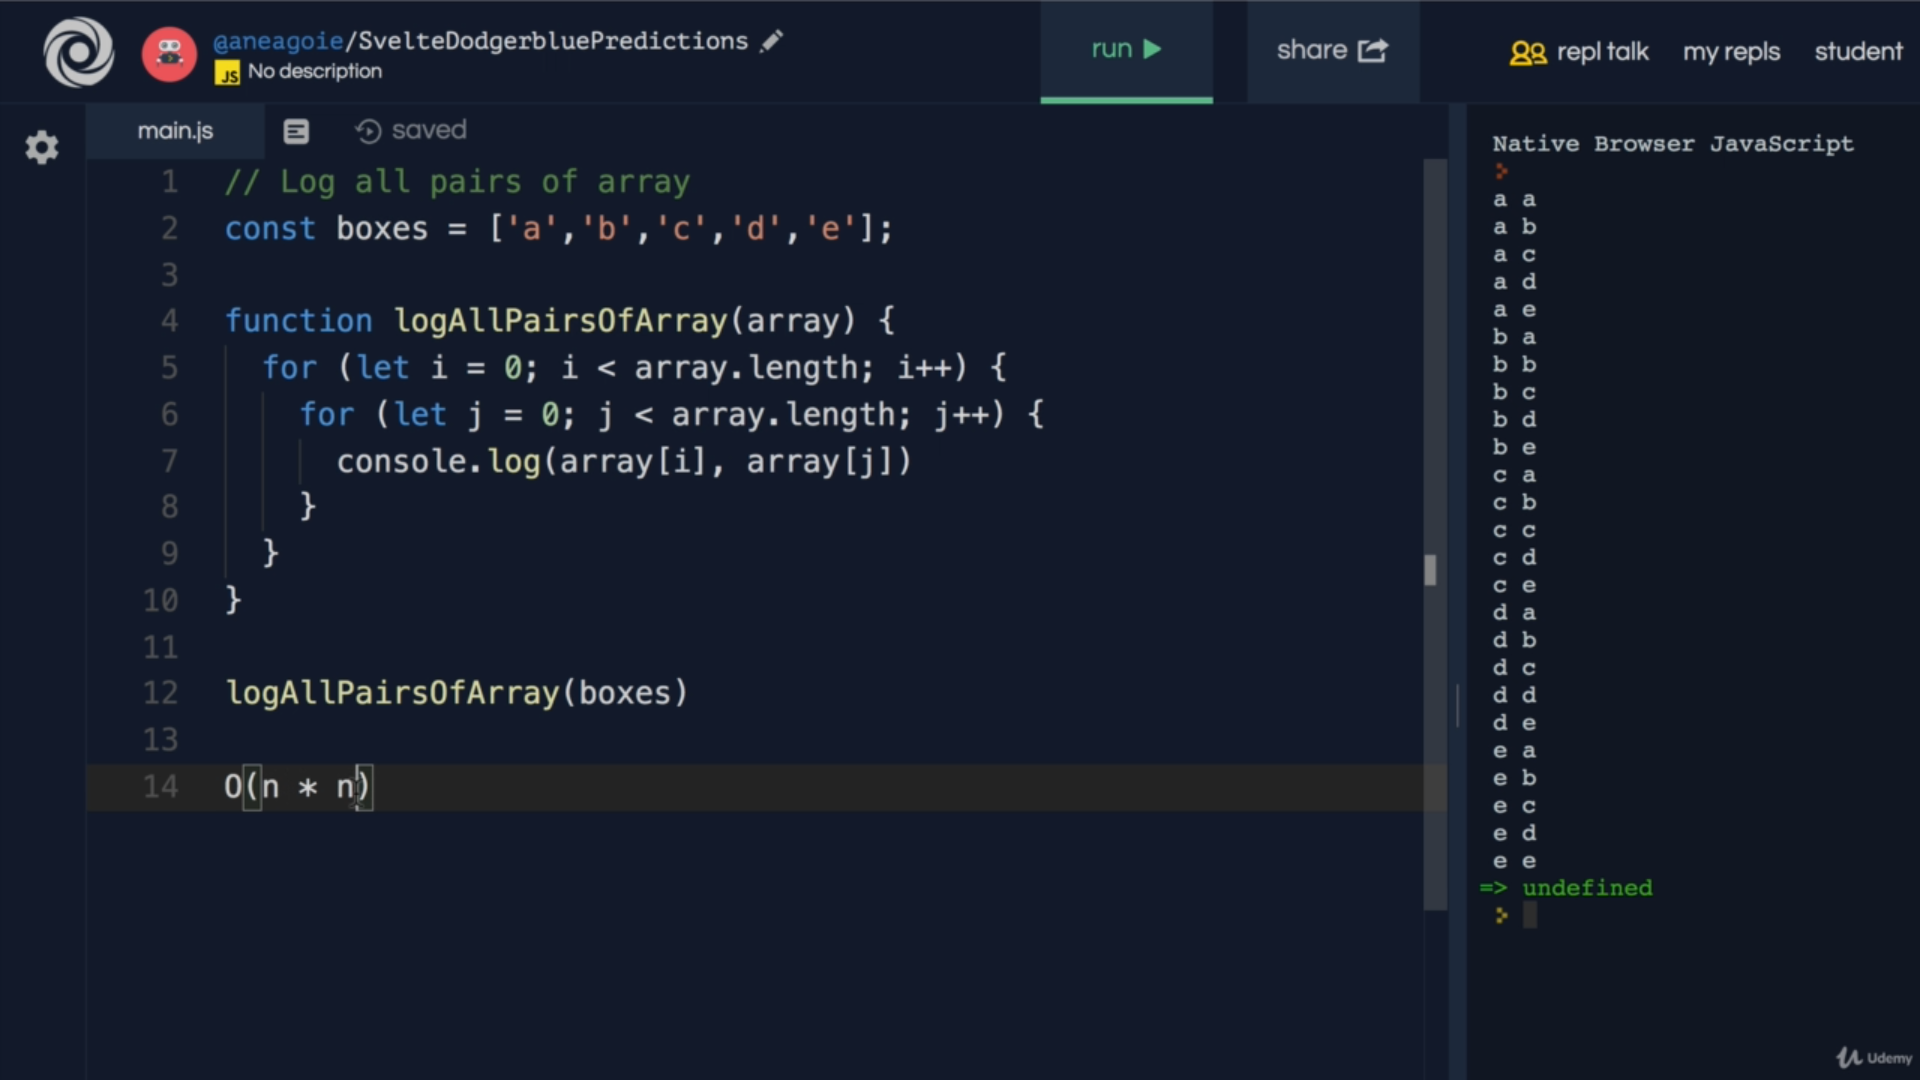 @aneagoie/SvelteDodgerbluePredictions
JS No description
run
share
repl talk
my repls
student
main.js
saved
1 // Log all pairs of array
2 const boxes = ['a','b','c','d','e'];
3
4 function logAllPairsOfArray(array) {
5 for (let i = 0; i < array.length; i++) {
6 for (let j = 0; j < array.length; j++) {
7 console.log(array[i], array[j])
8 }
9 }
10 }
11
12 logAllPairsOfArray(boxes)
13
14 O(n * n)
Native Browser JavaScript
a a
a b
a c
a d
a e
b a
b b
b c
b d
b e
c a
c b
c c
c d
c e
d a
d b
d c
d d
d e
e a
e b
e c
e d
e e
=> undefined
Udemy